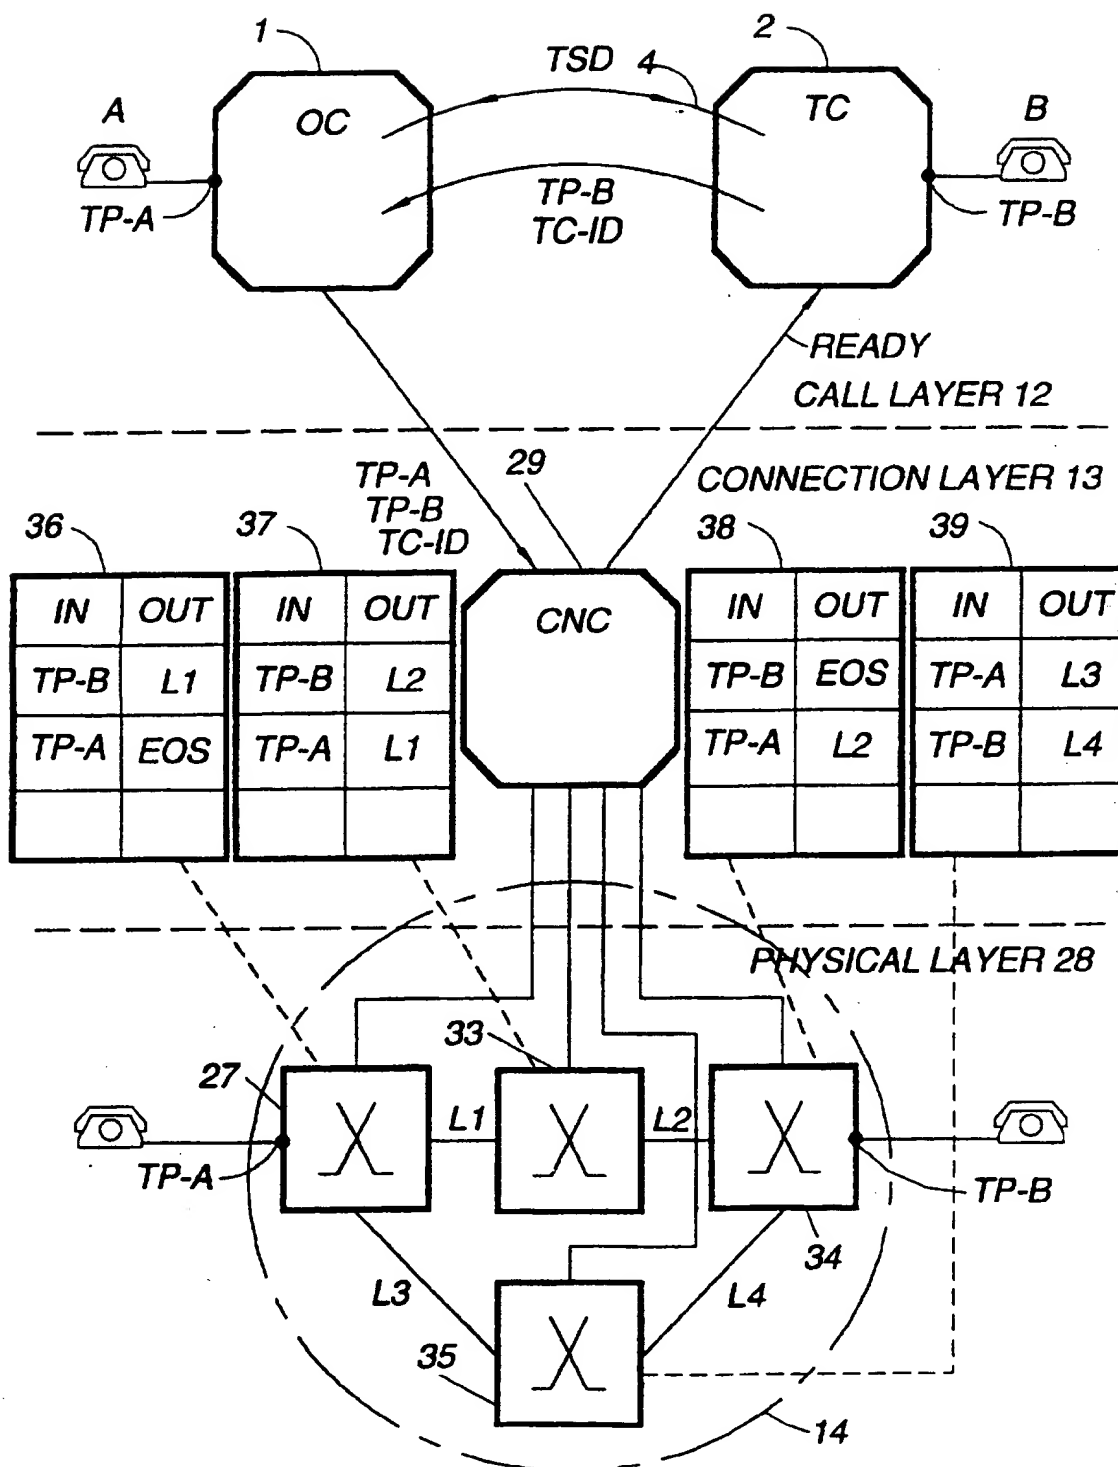 1
2
TSD
4
A
OC
TC
B
TP-A
TP-B
TC-ID
TP-B
READY
CALL LAYER 12
29
CONNECTION LAYER 13
TP-A
TP-B
TC-ID
36
37
38
39
IN OUT
TP-B L1
TP-A EOS
IN OUT
TP-B L2
TP-A L1
CNC
IN OUT
TP-B EOS
TP-A L2
IN OUT
TP-A L3
TP-B L4
PHYSICAL LAYER 28
33
27
L1
L2
TP-A
TP-B
34
L3
L4
35
14